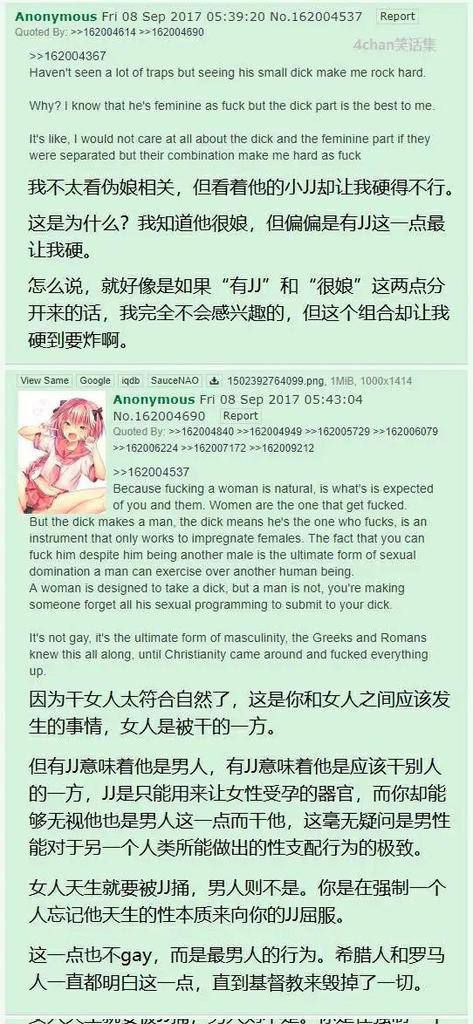 Anonymous Fri 08 Sep 2017 05:39:20 No.162004537 Report
Quoted By: >>162004614 >>162004690
4chan笑话集
>>162004367
Haven't seen a lot of traps but seeing his small dick make me rock hard.
Why? I know that he's feminine as fuck but the dick part is the best to me.
It's like, I would not care at all about the dick and the feminine part if they
were separated but their combination make me hard as fuck
我不太看伪娘相关，但看着他的小JJ却让我硬得不行。
这是为什么？我知道他很娘，但偏偏是有JJ这一点最
让我硬。
怎么说，就好像是如果“有JJ”和“很娘”这两点分
开来的话，我完全不会感兴趣的，但这个组合却让我
硬到要炸啊。
View Same Google iqdb SauceNAO 1502392764099.png, 1MiB, 1000x1414
Anonymous Fri 08 Sep 2017 05:43:04
No.162004690 Report
Quoted By: >>162004840 >>162004949 >>162005729 >>162006079
>>162006224 >>162007172 >>162009212
>>162004537
Because fucking a woman is natural, is what's is expected
of you and them. Women are the one that get fucked.
But the dick makes a man, the dick means he's the one who fucks, is an
instrument that only works to impregnate females. The fact that you can
fuck him despite him being another male is the ultimate form of sexual
domination a man can exercise over another human being.
A woman is designed to take a dick, but a man is not, you're making
someone forget all his sexual programming to submit to your dick.
It's not gay, it's the ultimate form of masculinity, the Greeks and Romans
knew this all along, until Christianity came around and fucked everything
up.
因为干女人太符合自然了，这是你和女人之间应该发
生的事情，女人是被干的一方。
但有JJ意味着他是男人，有JJ意味着他是应该干别人
的一方，JJ是只能用来让女性受孕的器官，而你却能
够无视他也是男人这一点而干他，这毫无疑问是男性
能对于另一个人类所能做出的性支配行为的极致。
女人天生就要被JJ捅，男人则不是。你是在强制一个
人忘记他天生的性本质来向你的JJ屈服。
这一点也不gay，而是最男人的行为。希腊人和罗马
人一直都明白这一点，直到基督教来毁掉了一切。